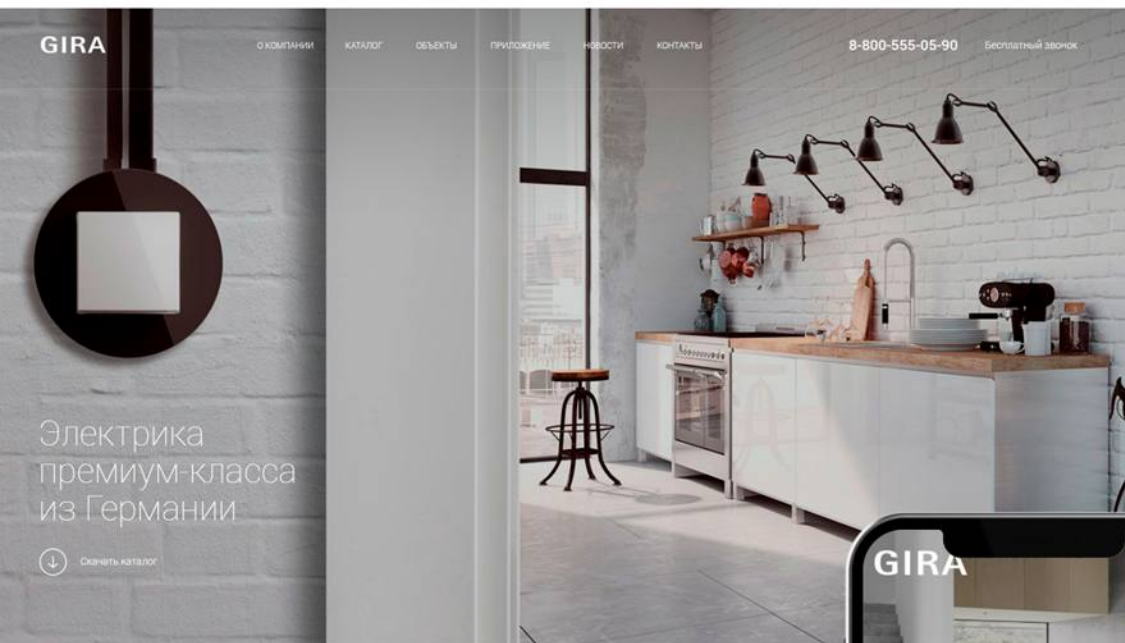 GIRA
О КОМПАНИИ КАТАЛОГ ОБЪЕКТЫ ПРИЛОЖЕНИЕ НОВОСТИ КОНТАКТЫ 8-800-555-05-90 Бесплатный звонок
Электрика
премиум-класса
из Германии
Скачать каталог
GIRA